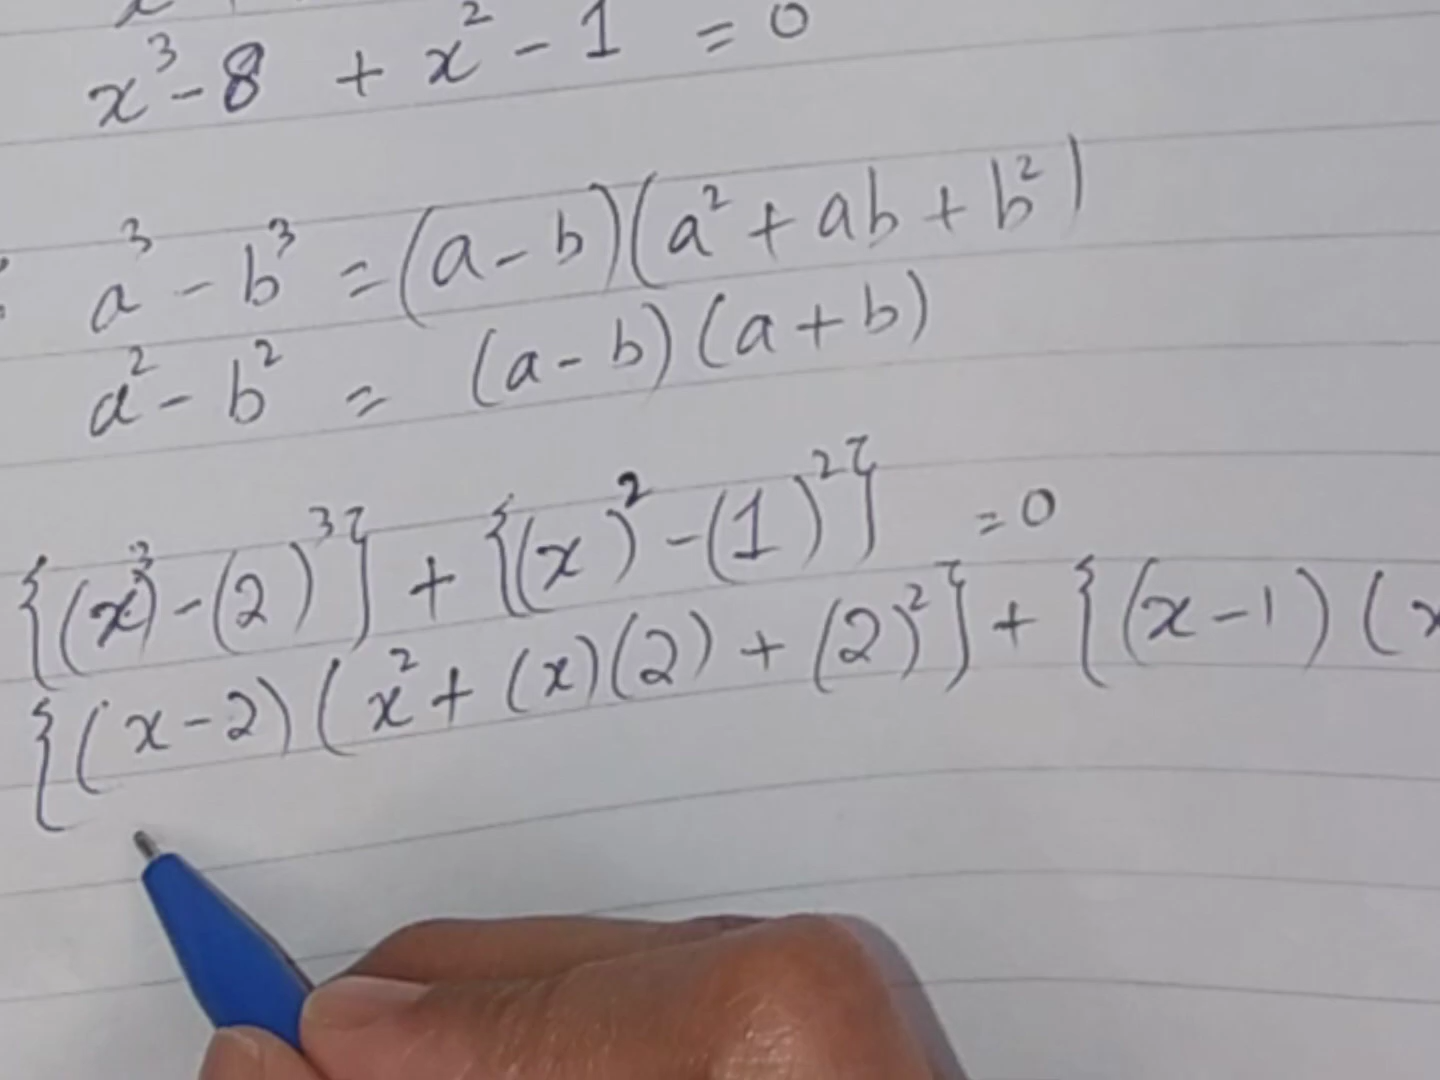 x³ - 8 + x² - 1 = 0
a³ - b³ = (a - b)(a² + ab + b²)
a² - b² = (a - b)(a + b)
{(x)³ - (2)³} + {(x)² - (1)²} = 0
{(x - 2)(x² + (x)(2) + (2)²} + {(x - 1)(x